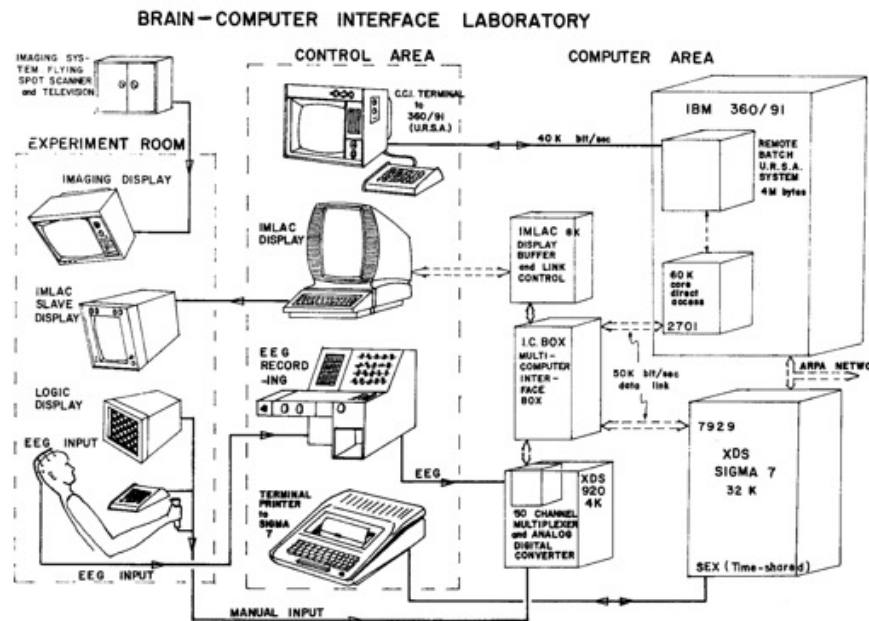 BRAIN-COMPUTER INTERFACE LABORATORY
IMAGING SYS-
TEM FLYING
SPOT SCANNER
and TELEVISION
EXPERIMENT ROOM
IMAGING DISPLAY
IMLAC
SLAVE
DISPLAY
LOGIC
DISPLAY
EEG INPUT
EEG INPUT
CONTROL AREA
C.C.I. TERMINAL
to
360/91
(U.R.S.A.)
IMLAC
DISPLAY
EEG
RECORD
-ING
TERMINAL
PRINTER
to
SIGMA
7
EEG
MANUAL INPUT
COMPUTER AREA
40 K bit/sec
IBM 360/91
REMOTE
BATCH
U.R.S.A.
SYSTEM
4M bytes
IMLAC 8K
DISPLAY
BUFFER
and LINK
CONTROL
60 K
core
direct
access
2701
I.C. BOX
MULTI-
COMPUTER
INTER-
FACE
BOX
50K bit/sec
data link
ARPA NETWORK
7929
XDS
SIGMA 7
32 K
SEX (Time-shared)
XDS
920
4K
50 CHANNEL
MULTIPLEXER
and ANALOG
DIGITAL
CONVERTER